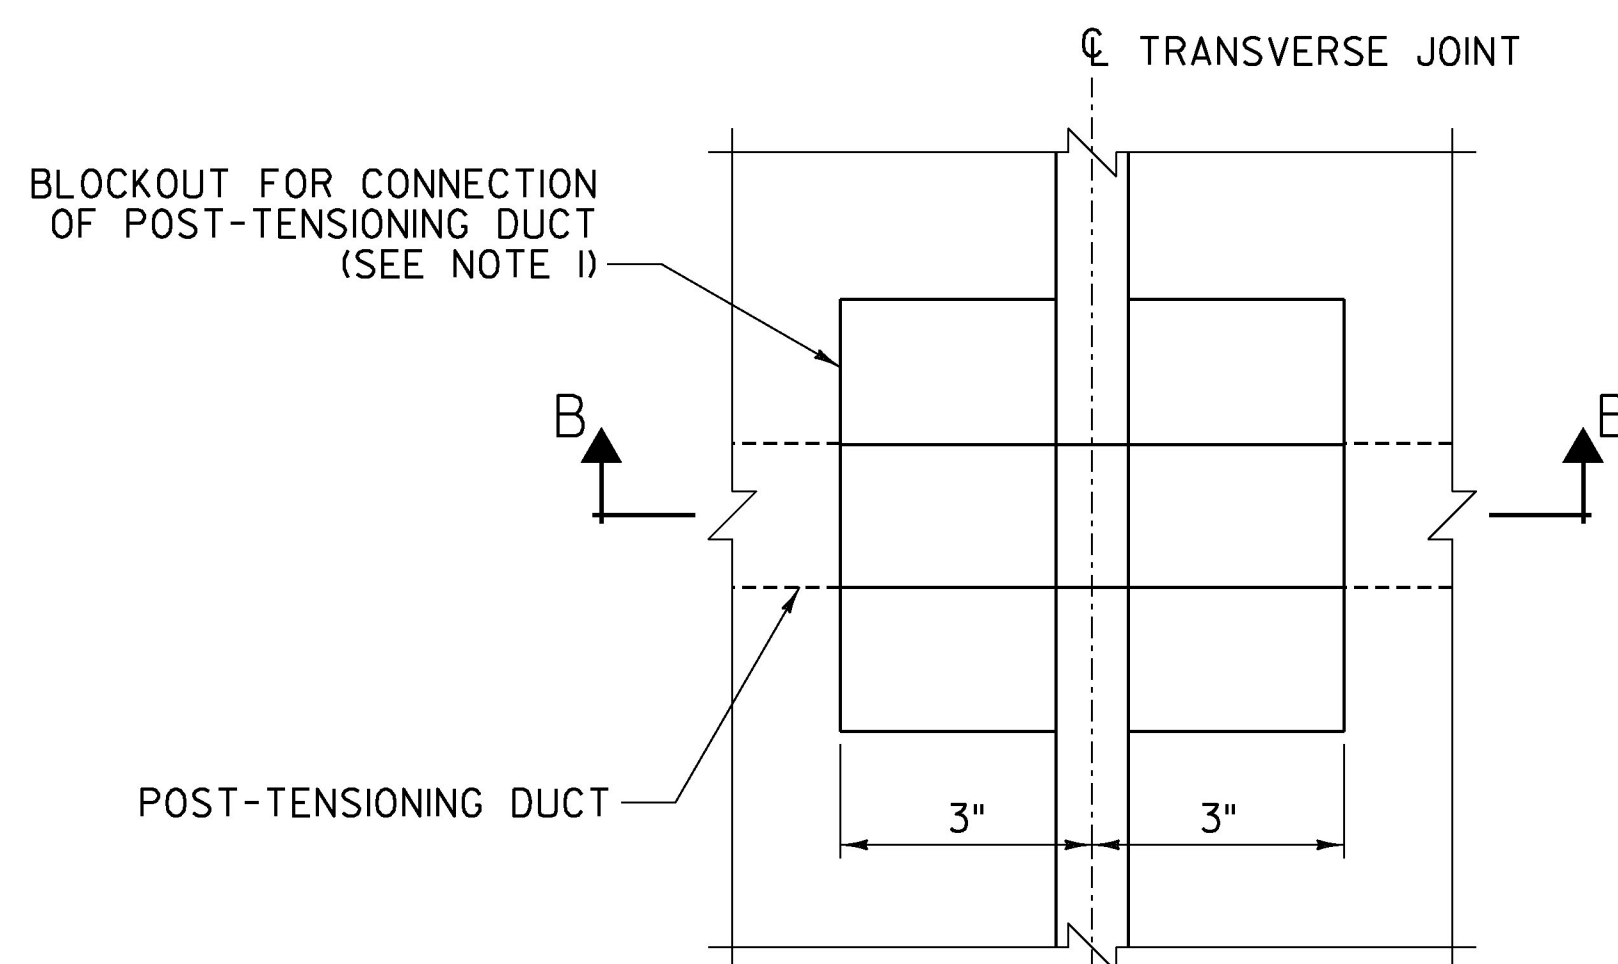 ℄ TRANSVERSE JOINT
BLOCKOUT FOR CONNECTION
OF POST-TENSIONING DUCT
(SEE NOTE 1)
B
B
POST-TENSIONING DUCT
3"
3"